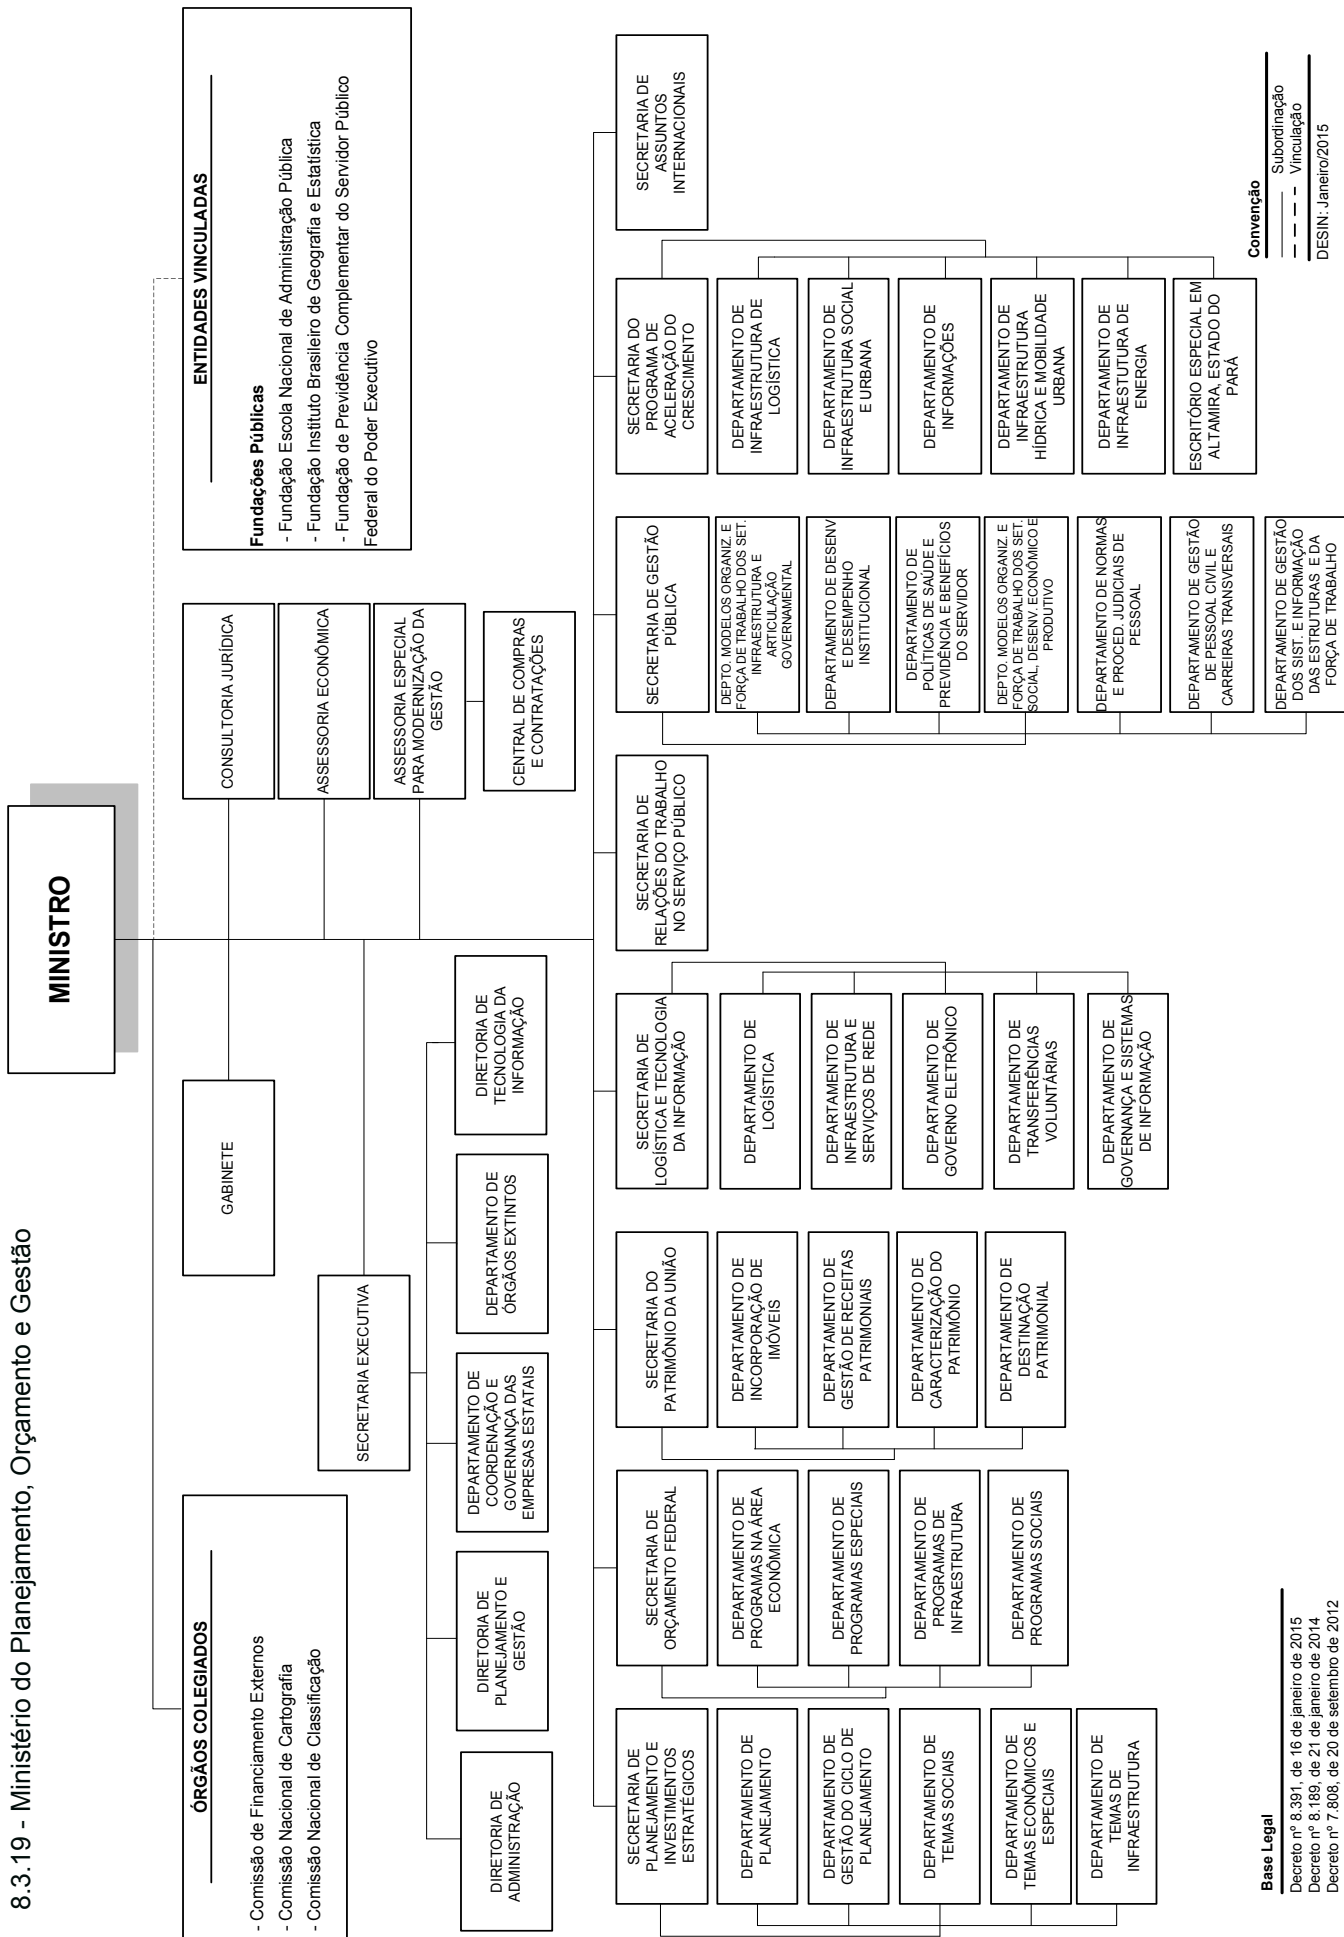 8.3.19 - Ministério do Planejamento, Orçamento e Gestão
MINISTRO
ÓRGÃOS COLEGIADOS
- Comissão de Financiamento Externos
- Comissão Nacional de Cartografia
- Comissão Nacional de Classificação
GABINETE
CONSULTORIA JURÍDICA
ASSESSORIA ECONÔMICA
ASSESSORIA ESPECIAL
PARA MODERNIZAÇÃO DA
GESTÃO
CENTRAL DE COMPRAS
E CONTRATAÇÕES
ENTIDADES VINCULADAS
Fundações Públicas
- Fundação Escola Nacional de Administração Pública
- Fundação Instituto Brasileiro de Geografia e Estatística
- Fundação de Previdência Complementar do Servidor Público
Federal do Poder Executivo
SECRETARIA EXECUTIVA
DIRETORIA DE
ADMINISTRAÇÃO
DIRETORIA DE
PLANEJAMENTO E
GESTÃO
DEPARTAMENTO DE
COORDENAÇÃO E
GOVERNANÇA DAS
EMPRESAS ESTATAIS
DEPARTAMENTO DE
ÓRGÃOS EXTINTOS
DIRETORIA DE
TECNOLOGIA DA
INFORMAÇÃO
SECRETARIA DE
PLANEJAMENTO E
INVESTIMENTOS
ESTRATÉGICOS
DEPARTAMENTO DE
PLANEJAMENTO
DEPARTAMENTO DE
GESTÃO DO CICLO DE
PLANEJAMENTO
DEPARTAMENTO DE
TEMAS SOCIAIS
DEPARTAMENTO DE
TEMAS ECONÔMICOS E
ESPECIAIS
DEPARTAMENTO DE
TEMAS DE
INFRAESTRUTURA
SECRETARIA DE
ORÇAMENTO FEDERAL
DEPARTAMENTO DE
PROGRAMAS NA ÁREA
ECONÔMICA
DEPARTAMENTO DE
PROGRAMAS ESPECIAIS
DEPARTAMENTO DE
PROGRAMAS DE
INFRAESTRUTURA
DEPARTAMENTO DE
PROGRAMAS SOCIAIS
SECRETARIA DO
PATRIMÔNIO DA UNIÃO
DEPARTAMENTO DE
INCORPORAÇÃO DE
IMÓVEIS
DEPARTAMENTO DE
GESTÃO DE RECEITAS
PATRIMONIAIS
DEPARTAMENTO DE
CARACTERIZAÇÃO DO
PATRIMÔNIO
DEPARTAMENTO DE
DESTINAÇÃO
PATRIMONIAL
SECRETARIA DE
LOGÍSTICA E TECNOLOGIA
DA INFORMAÇÃO
DEPARTAMENTO DE
LOGÍSTICA
DEPARTAMENTO DE
INFRAESTRUTURA E
SERVIÇOS DE REDE
DEPARTAMENTO DE
GOVERNO ELETRÔNICO
DEPARTAMENTO DE
TRANSFERÊNCIAS
VOLUNTÁRIAS
DEPARTAMENTO DE
GOVERNANÇA E SISTEMAS
DE INFORMAÇÃO
SECRETARIA DE
RELAÇÕES DO TRABALHO
NO SERVIÇO PÚBLICO
SECRETARIA DE GESTÃO
PÚBLICA
DEPTO. MODELOS ORGANIZ. E
FORÇA DE TRABALHO DOS SET.
INFRAESTRUTURA E
ARTICULAÇÃO
GOVERNAMENTAL
DEPARTAMENTO DE DESENV
E DESEMPENHO
INSTITUCIONAL
DEPARTAMENTO DE
POLÍTICAS DE SAÚDE E
PREVIDÊNCIA E BENEFÍCIOS
DO SERVIDOR
DEPTO. MODELOS ORGANIZ. E
FORÇA DE TRABALHO DOS SET.
SOCIAL, DESENV. ECONÔMICO E
PRODUTIVO
DEPARTAMENTO DE NORMAS
E PROCED. JUDICIAIS DE
PESSOAL
DEPARTAMENTO DE GESTÃO
DE PESSOAL CIVIL E
CARREIRAS TRANSVERSAIS
DEPARTAMENTO DE GESTÃO
DOS SIST. E INFORMAÇÃO
DAS ESTRUTURAS E DA
FORÇA DE TRABALHO
SECRETARIA DO
PROGRAMA DE
ACELERAÇÃO DO
CRESCIMENTO
DEPARTAMENTO DE
INFRAESTRUTURA DE
LOGÍSTICA
DEPARTAMENTO DE
INFRAESTRUTURA SOCIAL
E URBANA
DEPARTAMENTO DE
INFORMAÇÕES
DEPARTAMENTO DE
INFRAESTRUTURA
HÍDRICA E MOBILIDADE
URBANA
DEPARTAMENTO DE
INFRAESTUTURA DE
ENERGIA
ESCRITÓRIO ESPECIAL EM
ALTAMIRA, ESTADO DO
PARÁ
SECRETARIA DE
ASSUNTOS
INTERNACIONAIS
Base Legal
Decreto nº 8.391, de 16 de janeiro de 2015
Decreto nº 8.189, de 21 de janeiro de 2014
Decreto nº 7.808, de 20 de setembro de 2012
Convenção
Subordinação
Vinculação
DESIN: Janeiro/2015